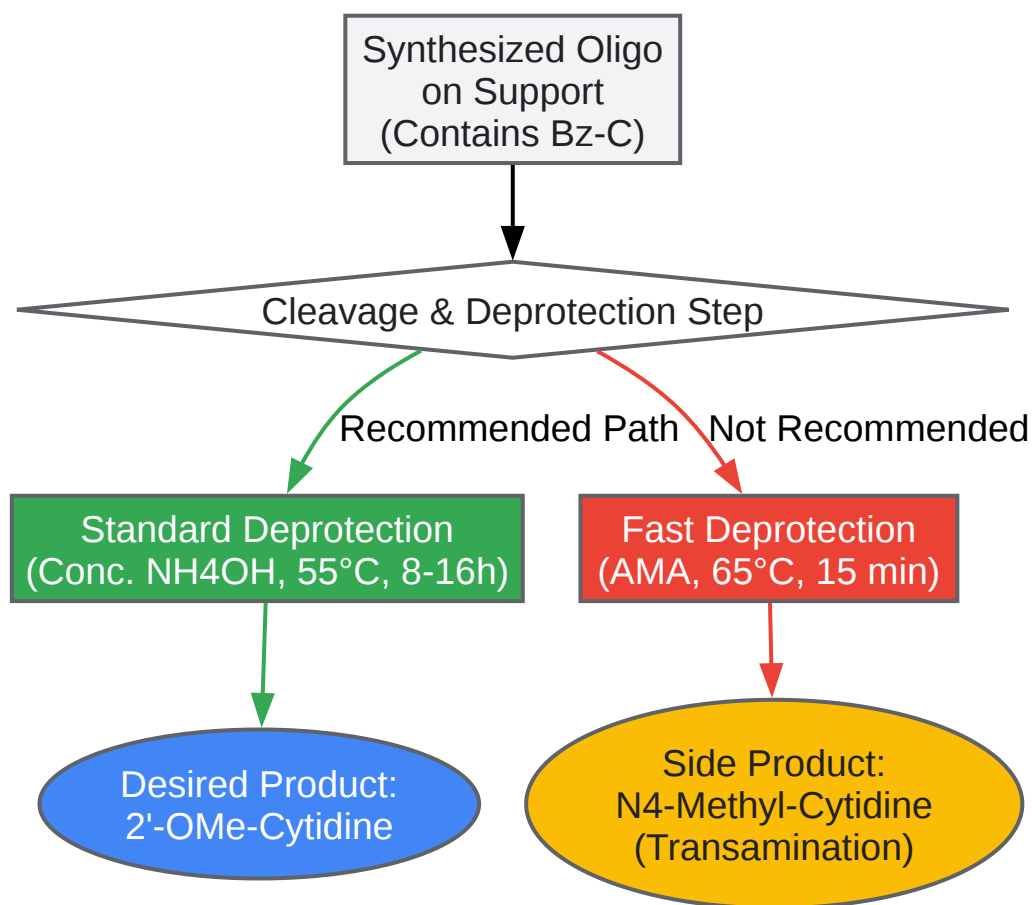 Synthesized Oligo
on Support
(Contains Bz-C)
Cleavage & Deprotection Step
Recommended Path
Not Recommended
Standard Deprotection
(Conc. NH4OH, 55°C, 8-16h)
Fast Deprotection
(AMA, 65°C, 15 min)
Desired Product:
2'-OMe-Cytidine
Side Product:
N4-Methyl-Cytidine
(Transamination)